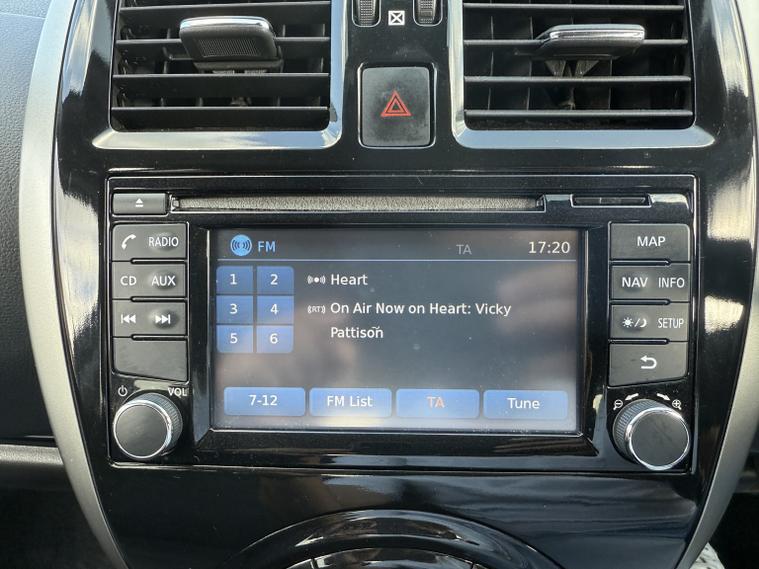 RADIO
CD AUX
VOL
FM TA 17:20
1 2 Heart
3 4 (RT) On Air Now on Heart: Vicky
Pattison
5 6
7-12 FM List TA Tune
MAP
NAV INFO
SETUP